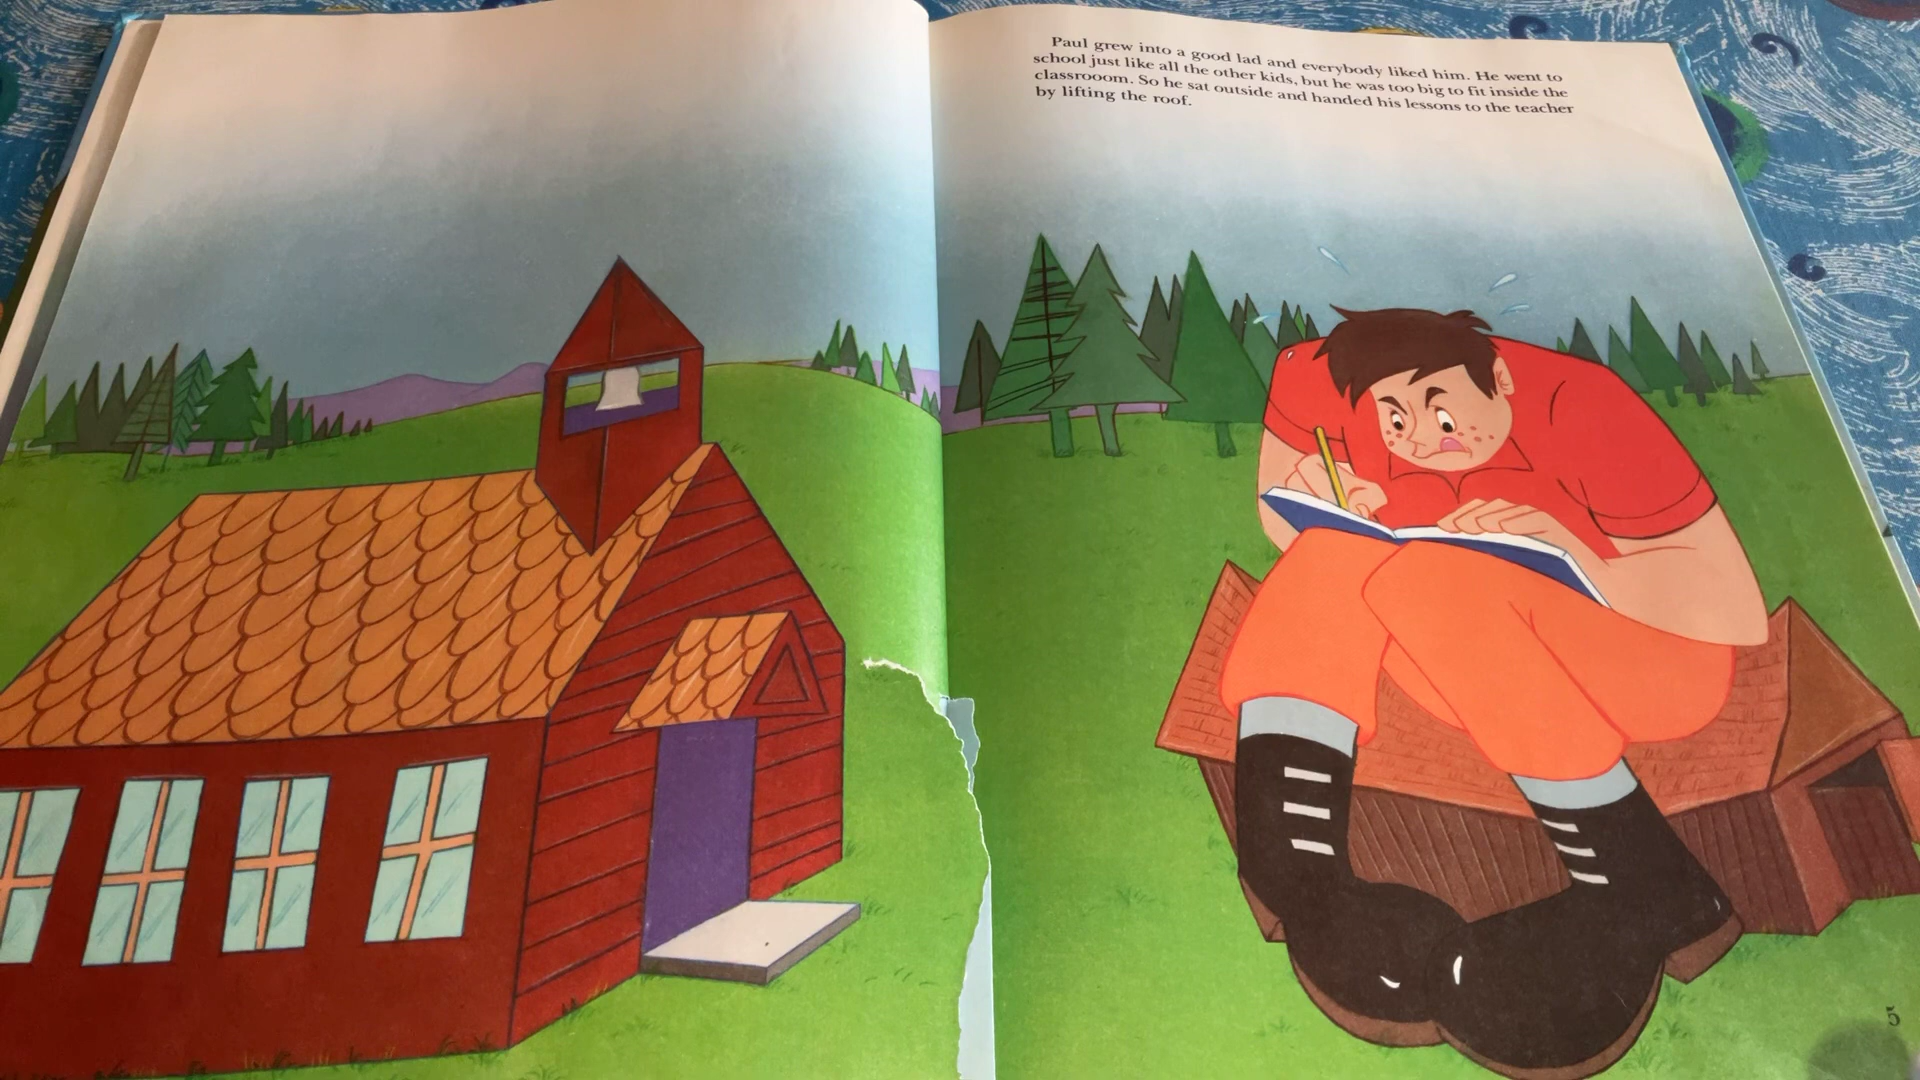 Paul grew into a good lad and everybody liked him. He went to
school just like all the other kids, but he was too big to fit inside the
classrooom. So he sat outside and handed his lessons to the teacher
by lifting the roof.
5